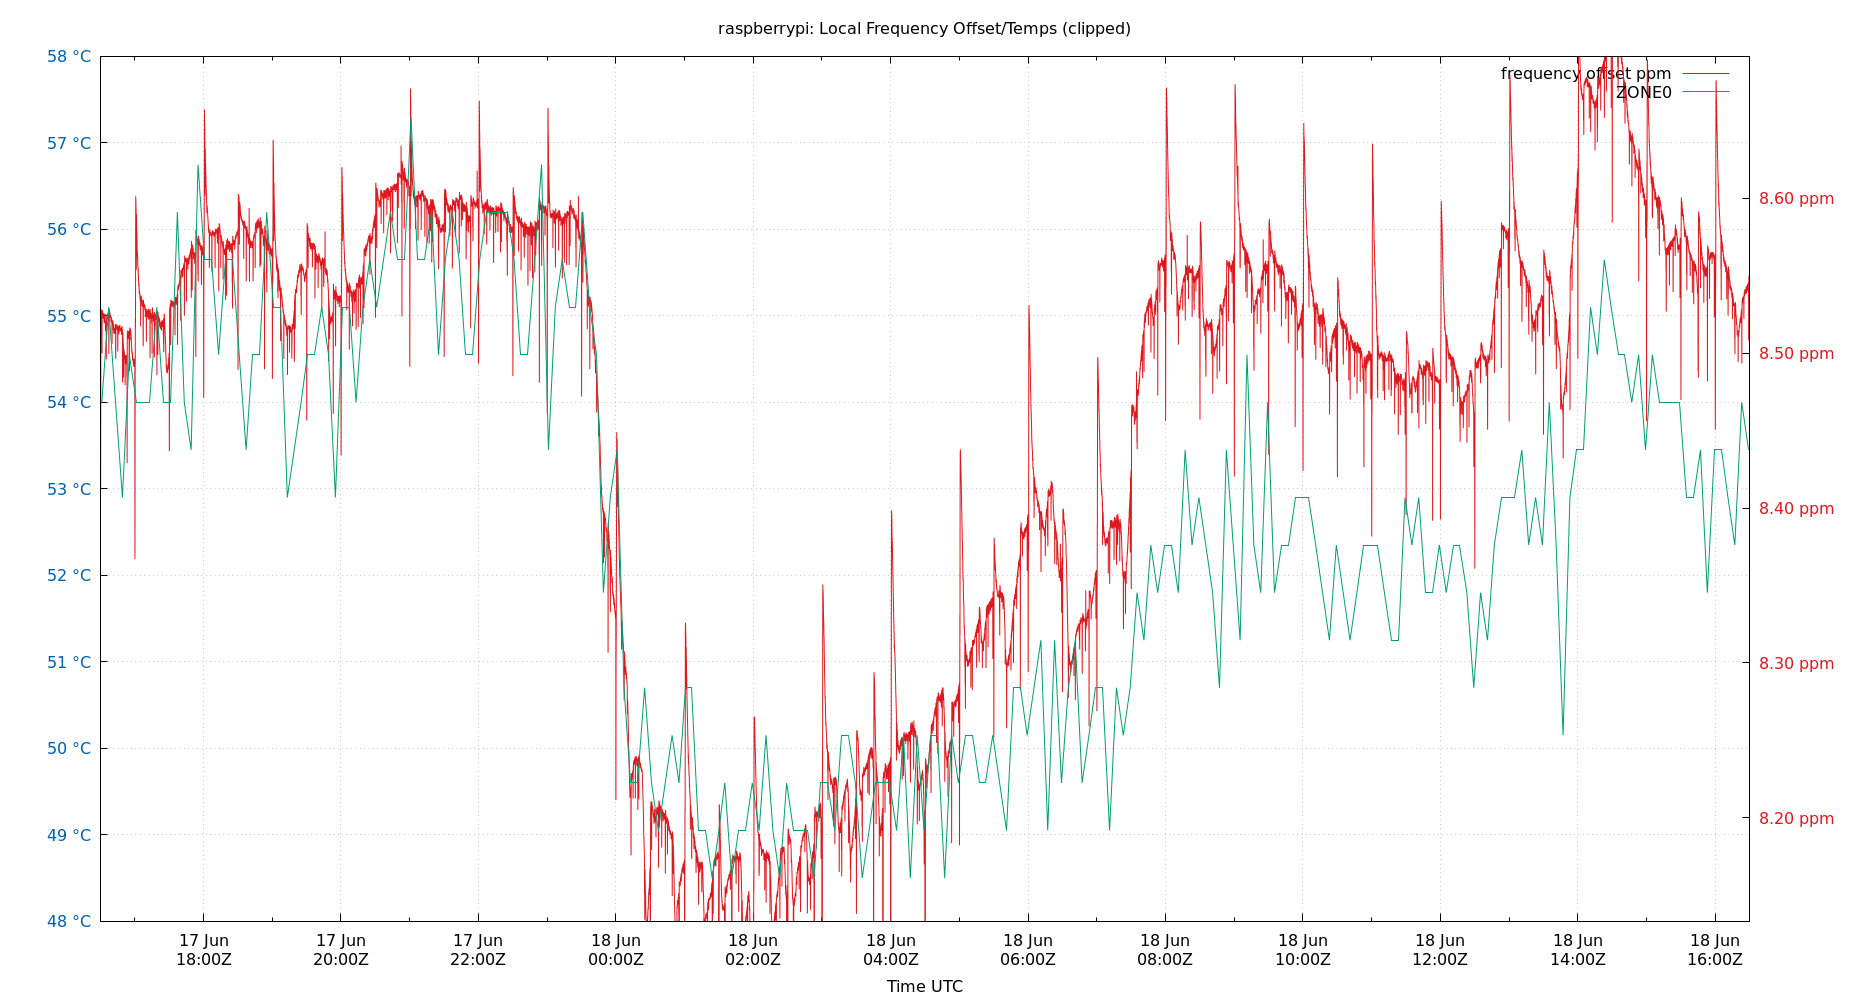 raspberrypi: Local Frequency Offset/Temps (clipped)
58 °C
57 °C
56 °C
55 °C
54 °C
53 °C
52 °C
51 °C
50 °C
49 °C
48 °C
frequency offset ppm
ZONE0
8.60 ppm
8.50 ppm
8.40 ppm
8.30 ppm
8.20 ppm
17 Jun 17 Jun 17 Jun 18 Jun 18 Jun 18 Jun 18 Jun 18 Jun 18 Jun 18 Jun 18 Jun 18 Jun
18:00Z 20:00Z 22:00Z 00:00Z 02:00Z 04:00Z 06:00Z 08:00Z 10:00Z 12:00Z 14:00Z 16:00Z
Time UTC